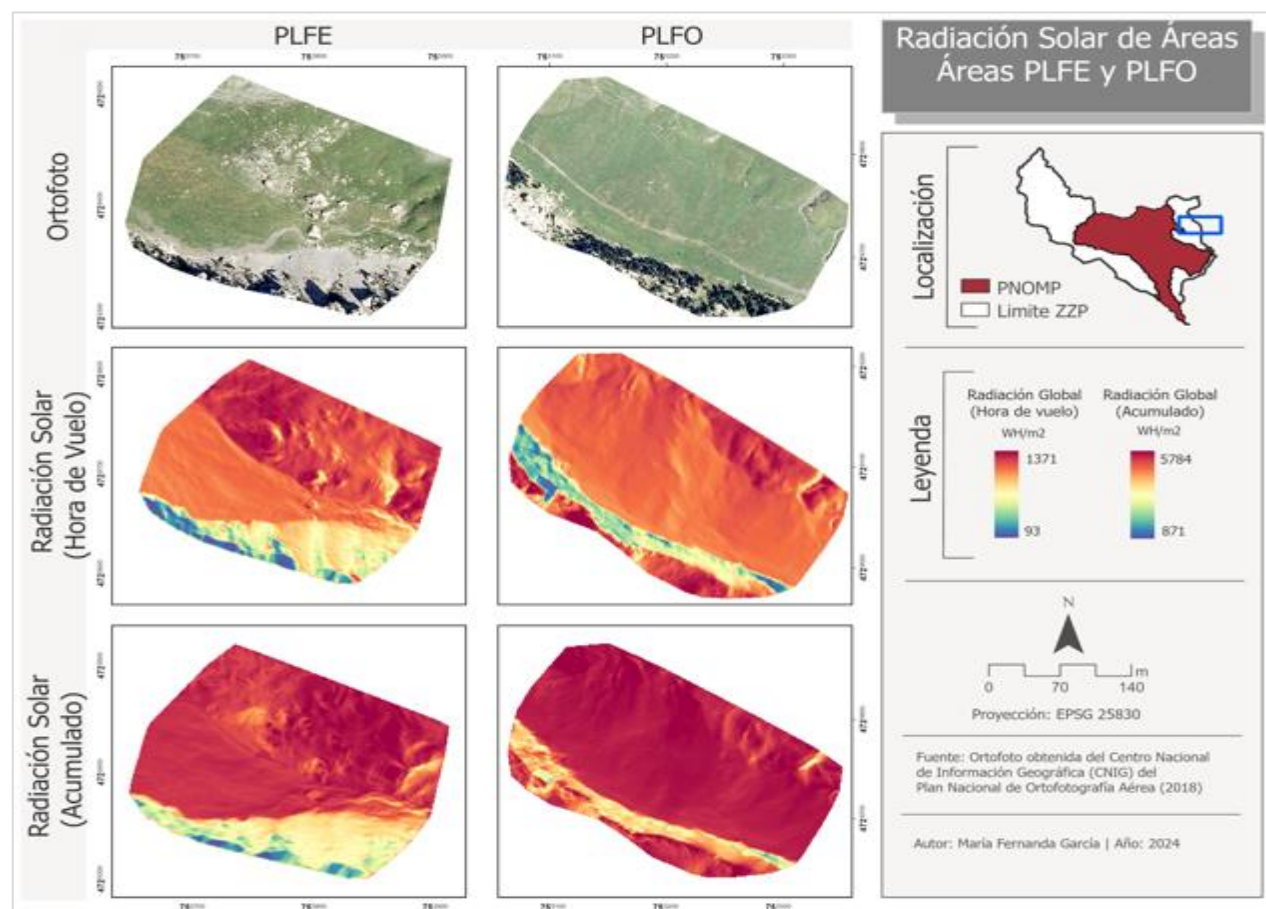 PLFE
PLFO
Radiación Solar de Áreas
Áreas PLFE y PLFO
Ortofoto
Radiación Solar
(Hora de Vuelo)
Radiación Solar
(Acumulado)
Localización
PNOMP
Limite ZZP
Leyenda
Radiación Global
(Hora de vuelo)
WH/m2
1371
93
Radiación Global
(Acumulado)
WH/m2
5784
871
N
m
0 70 140
Proyección: EPSG 25830
Fuente: Ortofoto obtenida del Centro Nacional
de Información Geográfica (CNIG) del
Plan Nacional de Ortofotografía Aérea (2018)
Autor: María Fernanda García | Año: 2024